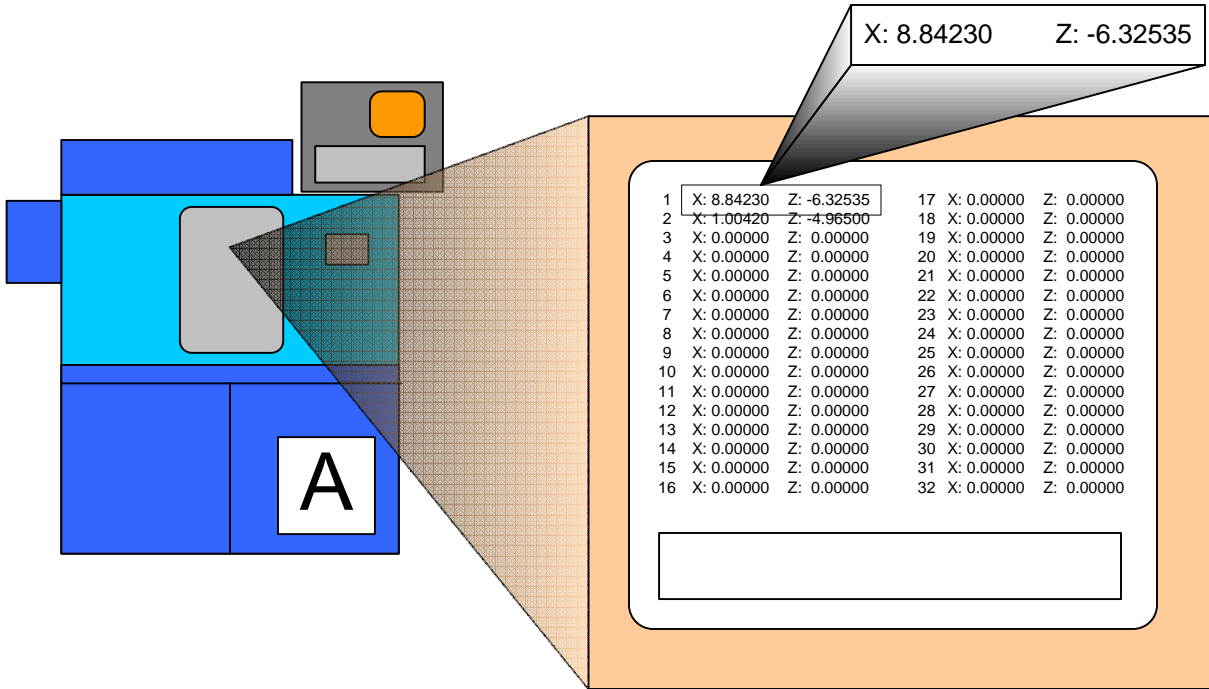 X: 8.84230 Z: -6.32535
1 X: 8.84230 Z: -6.32535 17 X: 0.00000 Z: 0.00000
2 X: 1.00420 Z: -4.96500 18 X: 0.00000 Z: 0.00000
3 X: 0.00000 Z: 0.00000 19 X: 0.00000 Z: 0.00000
4 X: 0.00000 Z: 0.00000 20 X: 0.00000 Z: 0.00000
5 X: 0.00000 Z: 0.00000 21 X: 0.00000 Z: 0.00000
6 X: 0.00000 Z: 0.00000 22 X: 0.00000 Z: 0.00000
7 X: 0.00000 Z: 0.00000 23 X: 0.00000 Z: 0.00000
8 X: 0.00000 Z: 0.00000 24 X: 0.00000 Z: 0.00000
9 X: 0.00000 Z: 0.00000 25 X: 0.00000 Z: 0.00000
10 X: 0.00000 Z: 0.00000 26 X: 0.00000 Z: 0.00000
11 X: 0.00000 Z: 0.00000 27 X: 0.00000 Z: 0.00000
12 X: 0.00000 Z: 0.00000 28 X: 0.00000 Z: 0.00000
13 X: 0.00000 Z: 0.00000 29 X: 0.00000 Z: 0.00000
14 X: 0.00000 Z: 0.00000 30 X: 0.00000 Z: 0.00000
15 X: 0.00000 Z: 0.00000 31 X: 0.00000 Z: 0.00000
16 X: 0.00000 Z: 0.00000 32 X: 0.00000 Z: 0.00000
A